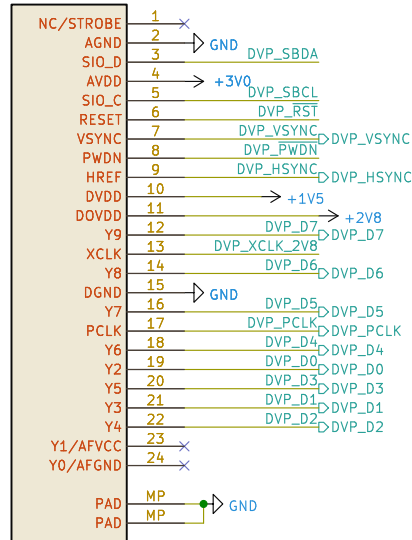 NC/STROBE 1
AGND 2 GND
SIO_D 3 DVP_SBDA
AVDD 4 +3V0
SIO_C 5 DVP_SBCL
RESET 6 DVP_RST
VSYNC 7 DVP_VSYNC DVP_VSYNC
PWDN 8 DVP_PWDN
HREF 9 DVP_HSYNC DVP_HSYNC
DVDD 10 +1V5
DOVDD 11 +2V8
Y9 12 DVP_D7 DVP_D7
XCLK 13 DVP_XCLK_2V8
Y8 14 DVP_D6 DVP_D6
DGND 15 GND
Y7 16 DVP_D5 DVP_D5
PCLK 17 DVP_PCLK DVP_PCLK
Y6 18 DVP_D4 DVP_D4
Y2 19 DVP_D0 DVP_D0
Y5 20 DVP_D3 DVP_D3
Y3 21 DVP_D1 DVP_D1
Y4 22 DVP_D2 DVP_D2
Y1/AFVCC 23
Y0/AFGND 24
PAD MP GND
PAD MP